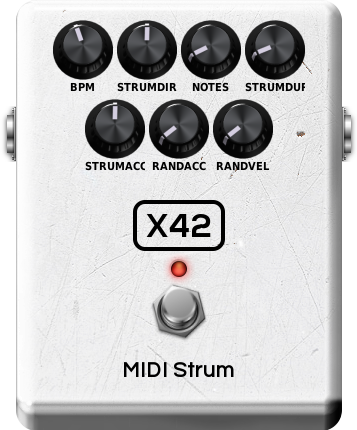 BPM STRUMDIR NOTES STRUMDUR
STRUMACC RANDACC RANDVEL
X42
MIDI Strum